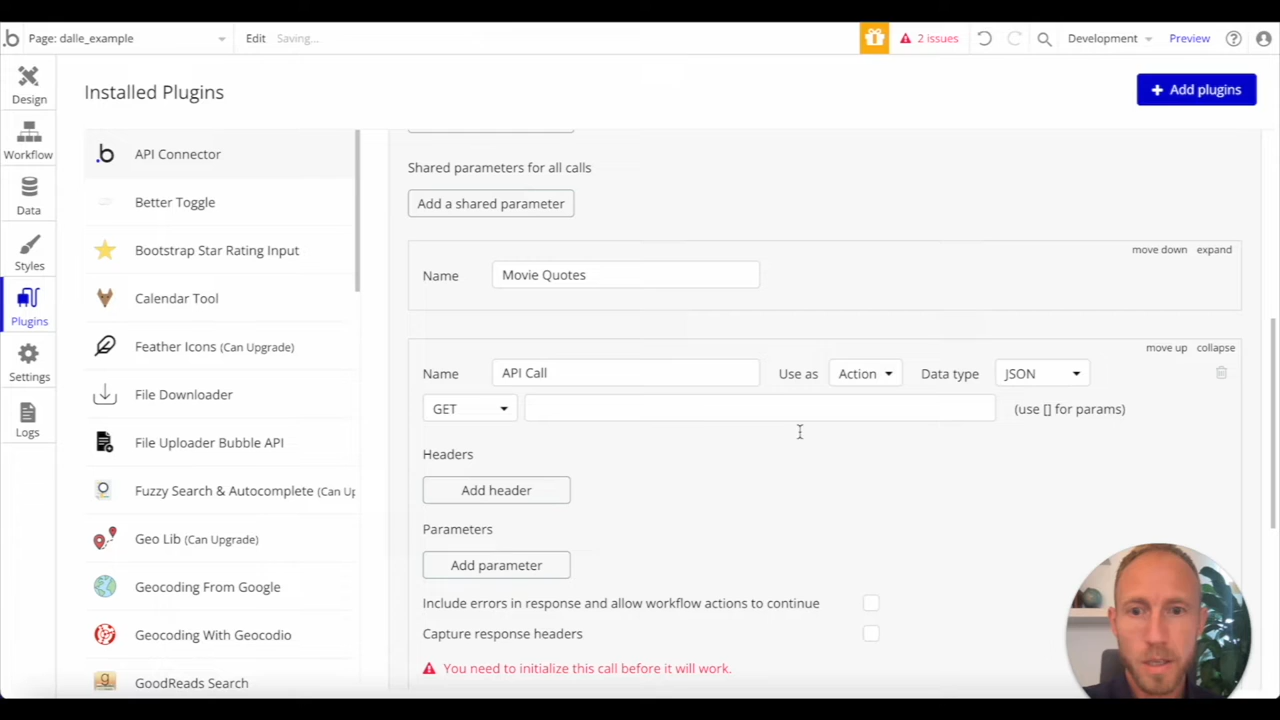 Page: dalle_example
Edit
Saving...
2 issues
Development
Preview
Design
Workflow
Data
Styles
Plugins
Settings
Logs
Installed Plugins
+ Add plugins
API Connector
Better Toggle
Bootstrap Star Rating Input
Calendar Tool
Feather Icons (Can Upgrade)
File Downloader
File Uploader Bubble API
Fuzzy Search & Autocomplete (Can Up
Geo Lib (Can Upgrade)
Geocoding From Google
Geocoding With Geocodio
GoodReads Search
Shared parameters for all calls
Add a shared parameter
move down expand
Name Movie Quotes
move up collapse
Name API Call Use as Action Data type JSON
GET (use [] for params)
Headers
Add header
Parameters
Add parameter
Include errors in response and allow workflow actions to continue
Capture response headers
You need to initialize this call before it will work.